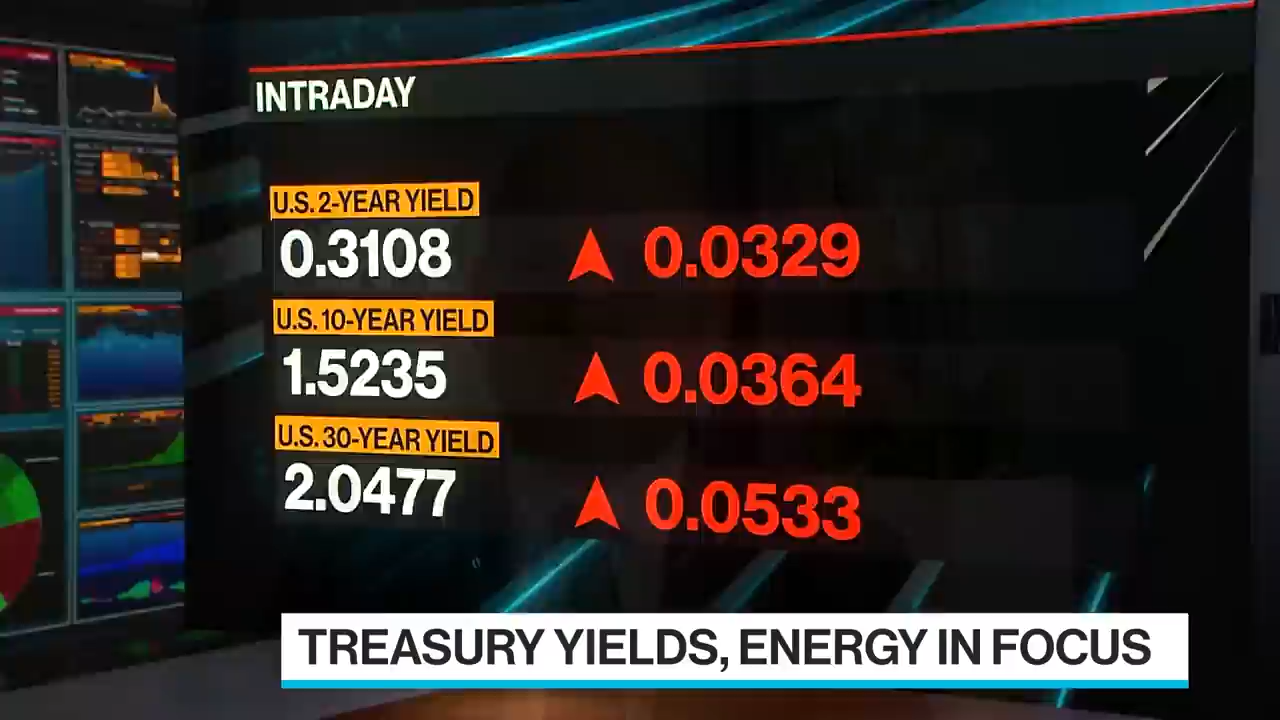 INTRADAY
U.S. 2-YEAR YIELD
0.3108 ▲ 0.0329
U.S. 10-YEAR YIELD
1.5235 ▲ 0.0364
U.S. 30-YEAR YIELD
2.0477 ▲ 0.0533
TREASURY YIELDS, ENERGY IN FOCUS